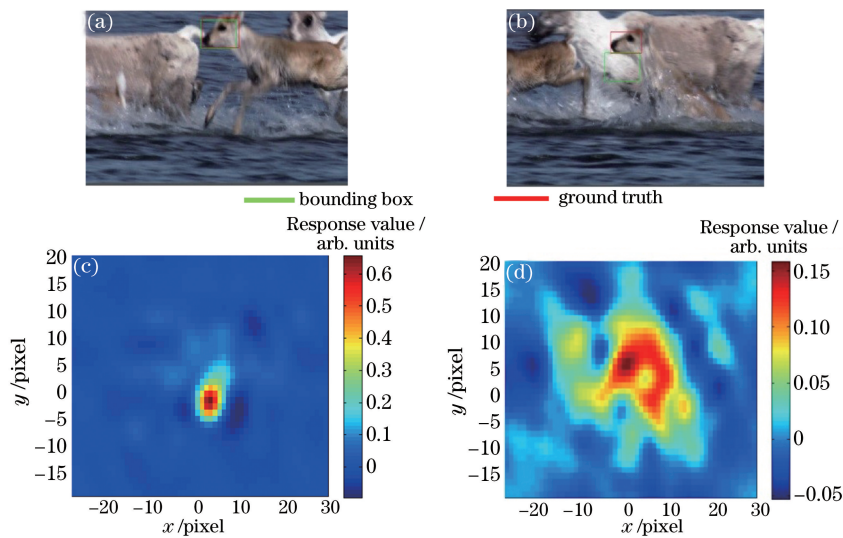 (a)
(b)
bounding box
ground truth
Response value /
arb. units
(c)
20
15
10
5
0
−5
−10
−15
y /pixel
−20 −10 0 10 20 30
x /pixel
0.6
0.5
0.4
0.3
0.2
0.1
0
Response value /
arb. units
(d)
20
15
10
5
0
−5
−10
−15
y /pixel
−20 −10 0 10 20 30
x /pixel
0.15
0.10
0.05
0
−0.05